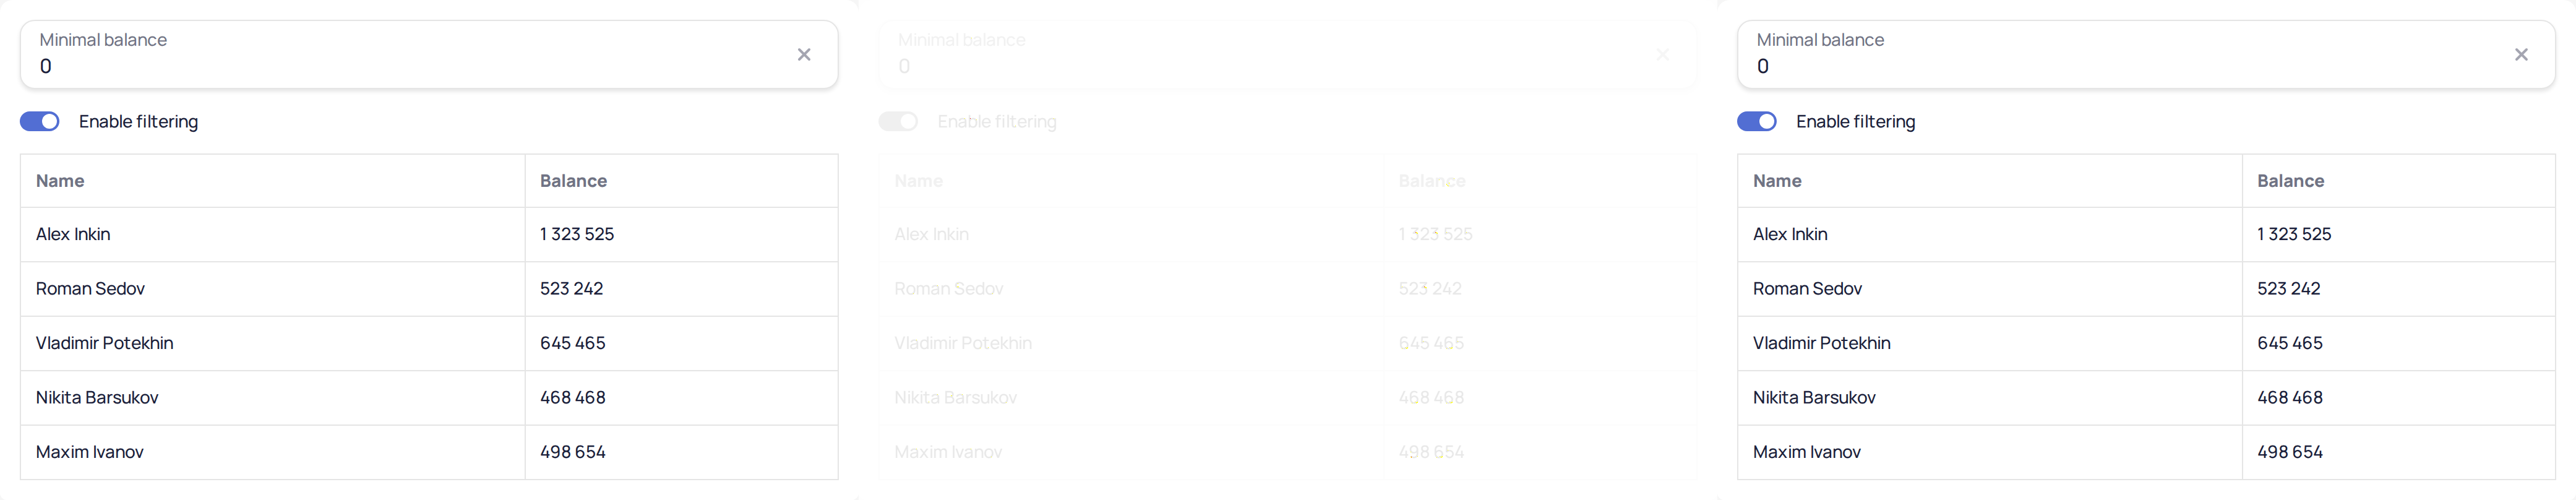 Minimal balance
0
Enable filtering
Name Balance
Alex Inkin 1 323 525
Roman Sedov 523 242
Vladimir Potekhin 645 465
Nikita Barsukov 468 468
Maxim Ivanov 498 654
Minimal balance
0
Enable filtering
Name Balance
Alex Inkin 1 323 525
Roman Sedov 523 242
Vladimir Potekhin 645 465
Nikita Barsukov 468 468
Maxim Ivanov 498 654
Minimal balance
0
Enable filtering
Name Balance
Alex Inkin 1 323 525
Roman Sedov 523 242
Vladimir Potekhin 645 465
Nikita Barsukov 468 468
Maxim Ivanov 498 654